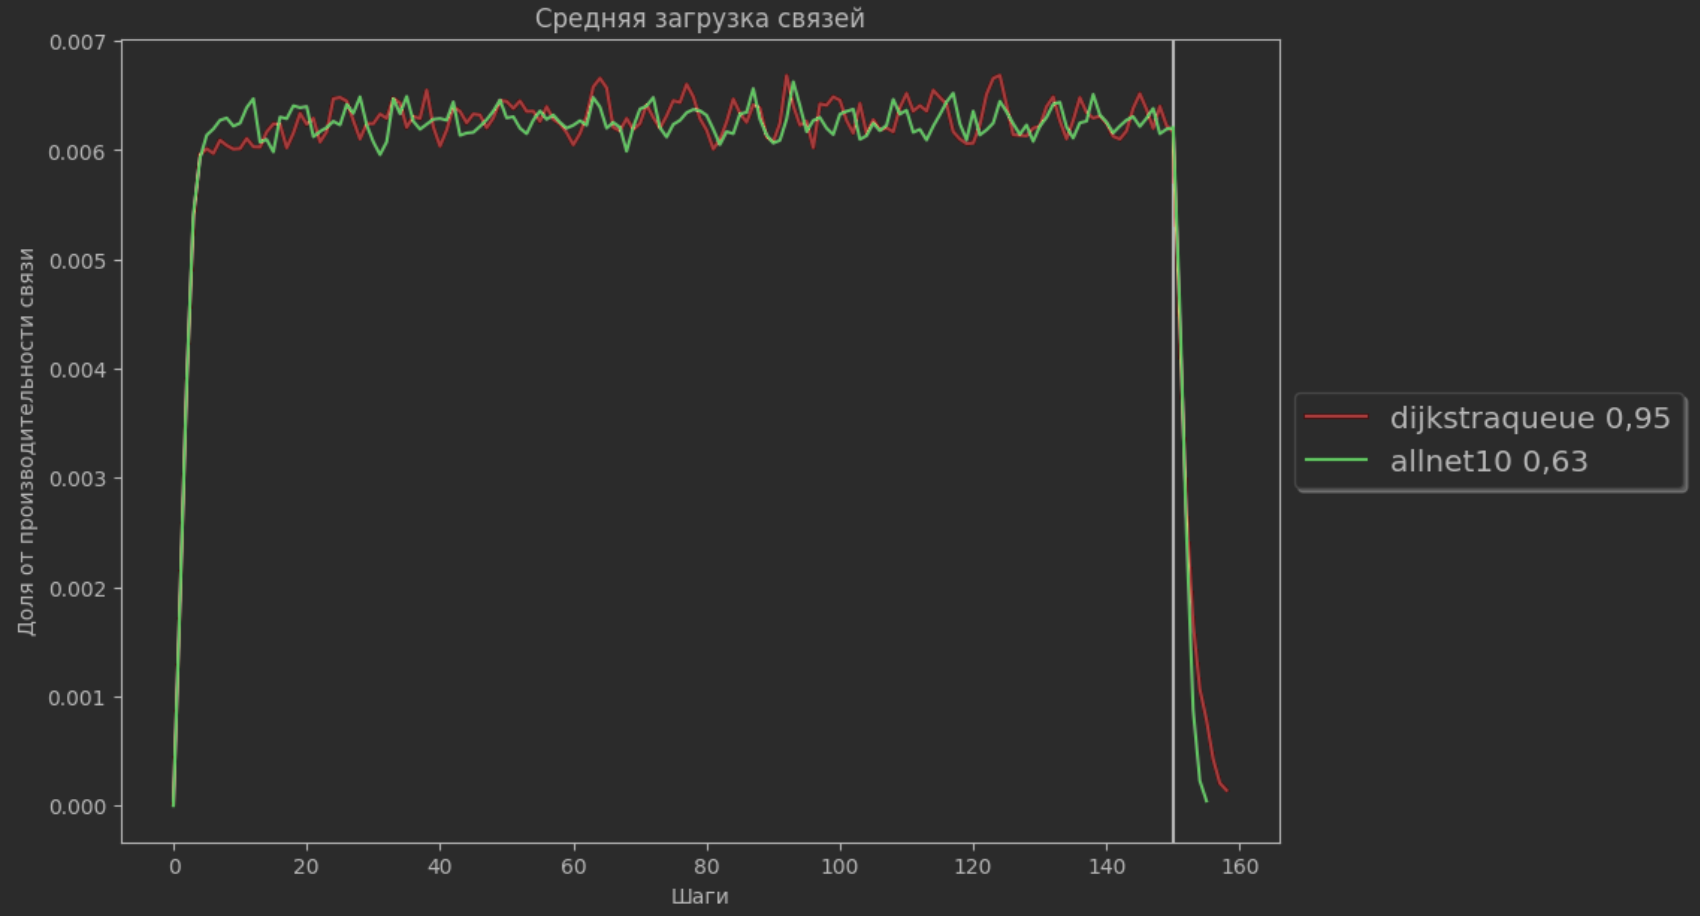 Средняя загрузка связей
Доля от производительности связи
0.007
0.006
0.005
0.004
0.003
0.002
0.001
0.000
0 20 40 60 80 100 120 140 160
Шаги
dijkstraqueue 0,95
allnet10 0,63